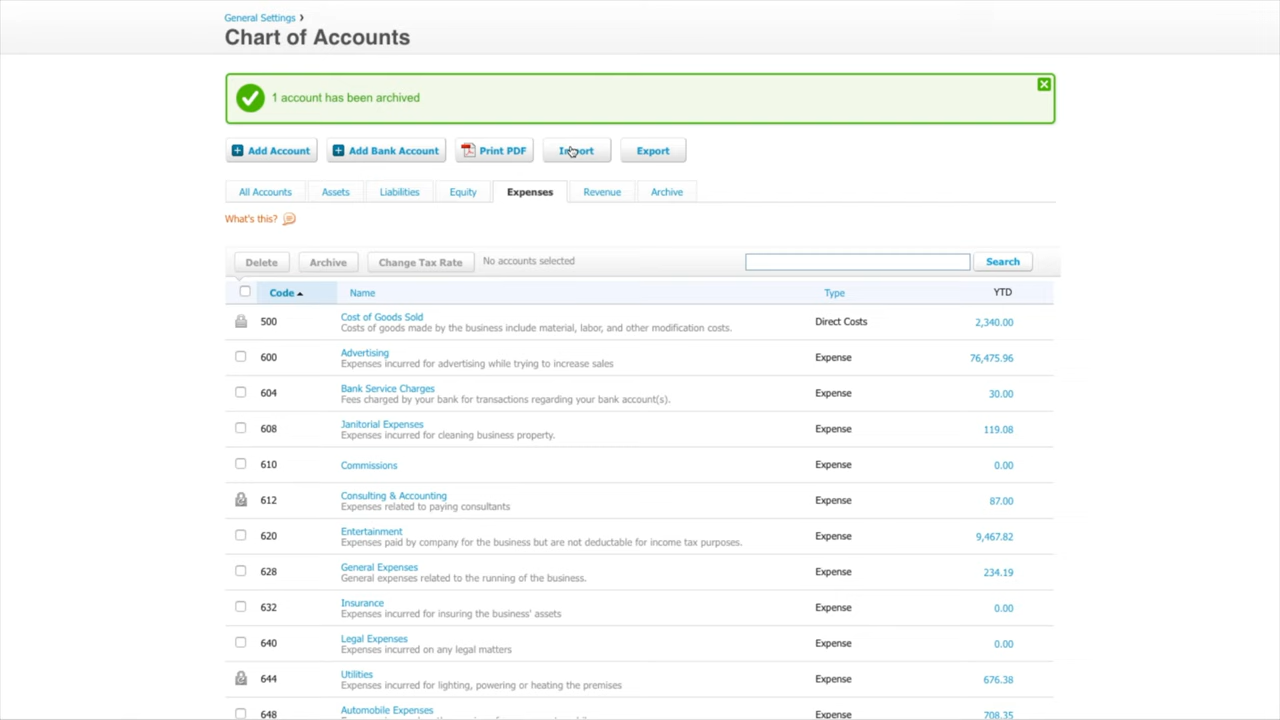 General Settings ›
Chart of Accounts
1 account has been archived
Add Account Add Bank Account Print PDF Import Export
All Accounts Assets Liabilities Equity Expenses Revenue Archive
What's this?
Delete Archive Change Tax Rate No accounts selected Search
Code Name Type YTD
500 Cost of Goods Sold Direct Costs 2,340.00
Costs of goods made by the business include material, labor, and other modification costs.
600 Advertising Expense 76,475.96
Expenses incurred for advertising while trying to increase sales
604 Bank Service Charges Expense 30.00
Fees charged by your bank for transactions regarding your bank account(s).
608 Janitorial Expenses Expense 119.08
Expenses incurred for cleaning business property.
610 Commissions Expense 0.00
612 Consulting & Accounting Expense 87.00
Expenses related to paying consultants
620 Entertainment Expense 9,467.82
Expenses paid by company for the business but are not deductable for income tax purposes.
628 General Expenses Expense 234.19
General expenses related to the running of the business.
632 Insurance Expense 0.00
Expenses incurred for insuring the business' assets
640 Legal Expenses Expense 0.00
Expenses incurred on any legal matters
644 Utilities Expense 676.38
Expenses incurred for lighting, powering or heating the premises
648 Automobile Expenses Expense 708.35